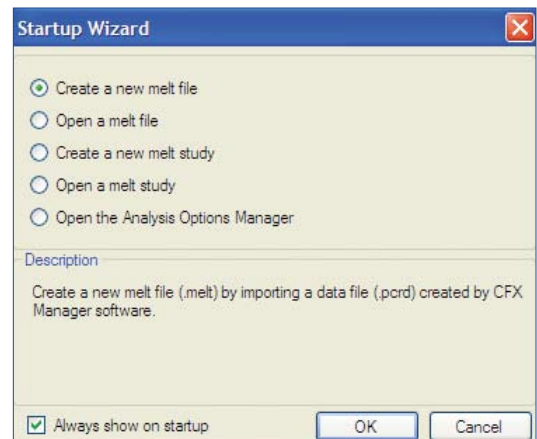 Startup Wizard
Create a new melt file
Open a melt file
Create a new melt study
Open a melt study
Open the Analysis Options Manager
Description
Create a new melt file (.melt) by importing a data file (.pcrd) created by CFX
Manager software.
Always show on startup
OK
Cancel